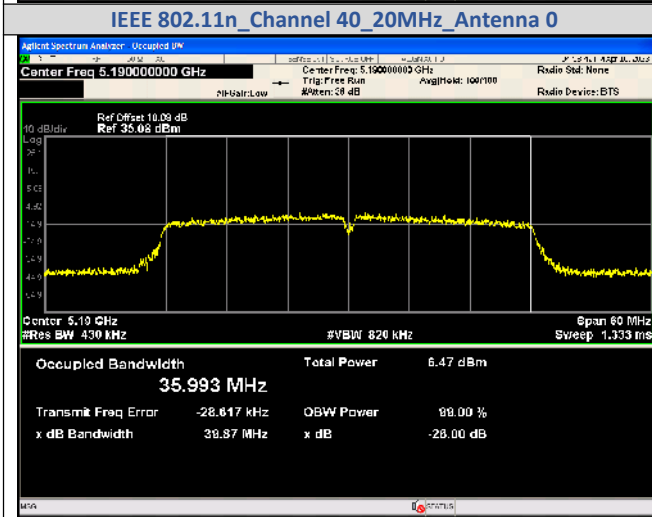 IEEE 802.11n_Channel 40_20MHz_Antenna 0
Agilent Spectrum Analyzer - Occupied BW
Center Freq 5.190000000 GHz
Center Freq: 5.190000000 GHz
Radio Std: None
Trig: Free Run
Avg|Hold: 100/100
#IFGain:Low
#Atten: 36 dB
Radio Device: BTS
Ref Offset 10.09 dB
10 dB/div
Ref 35.08 dBm
Log
Center 5.19 GHz
Span 60 MHz
#Res BW 430 kHz
#VBW 820 kHz
Sweep 1.333 ms
Occupied Bandwidth
Total Power
6.47 dBm
35.993 MHz
Transmit Freq Error
-28.617 kHz
OBW Power
99.00 %
x dB Bandwidth
39.87 MHz
x dB
-26.00 dB
MSG
STATUS